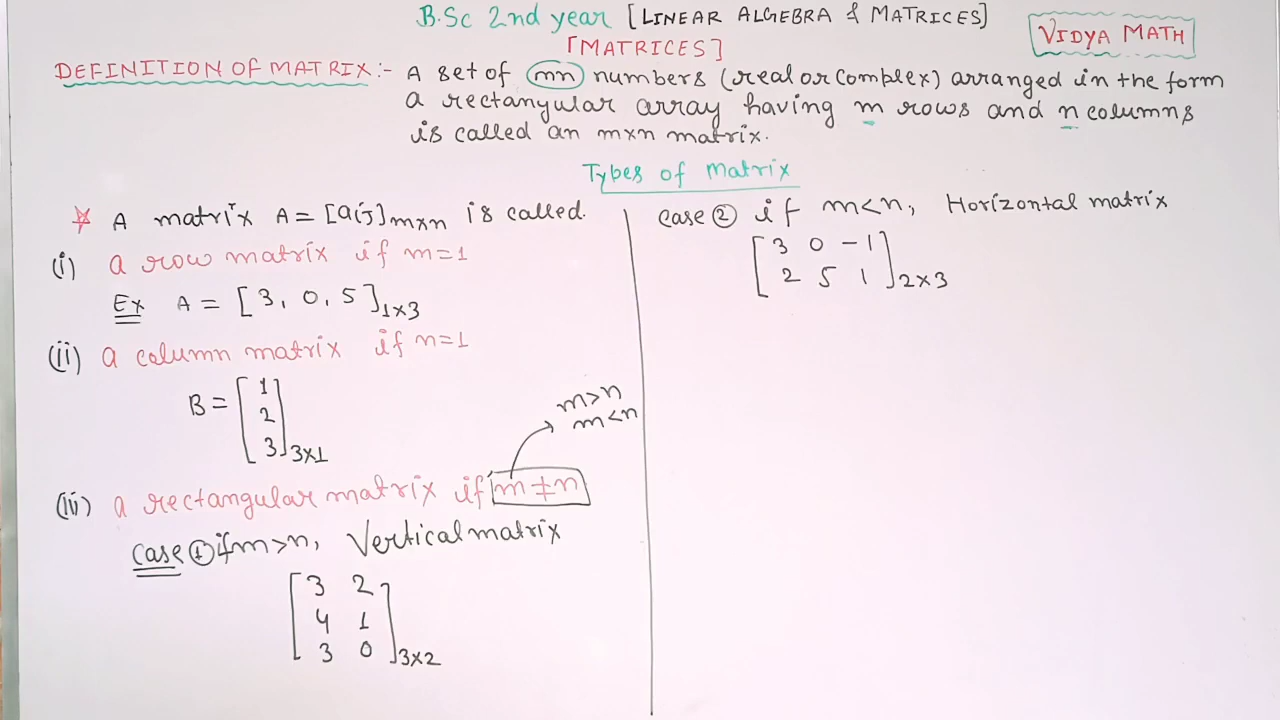 B.Sc 2nd year [LINEAR ALGEBRA & MATRICES]
VIDYA MATH
[MATRICES]
DEFINITION OF MATRIX:- A set of mn numbers (real or complex) arranged in the form
a rectangular array having m rows and n columns
is called an m×n matrix.
Types of Matrix
A matrix A = [aij]m×n is called.
(i) a row matrix if m=1
Ex A = [3, 0, 5]1×3
(ii) a column matrix if n=1
B = [1
2
3]3×1
m>n
m<n
(iii) a rectangular matrix if m≠n
Case ① if m>n, Vertical matrix
[3 2
4 1
3 0]3×2
case ② if m<n, Horizontal matrix
[3 0 -1
2 5 1]2×3